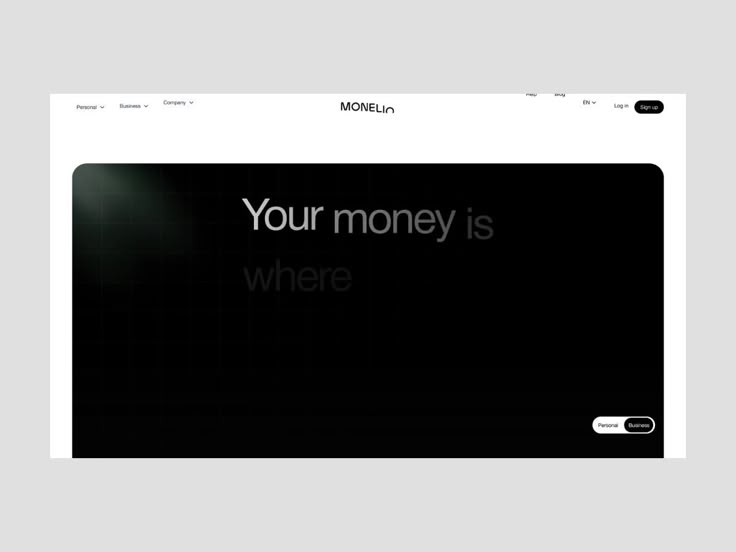 Personal
Business
Company
MONELIO
Help
Blog
EN
Log in
Sign up
Your money is
where
Personal
Business